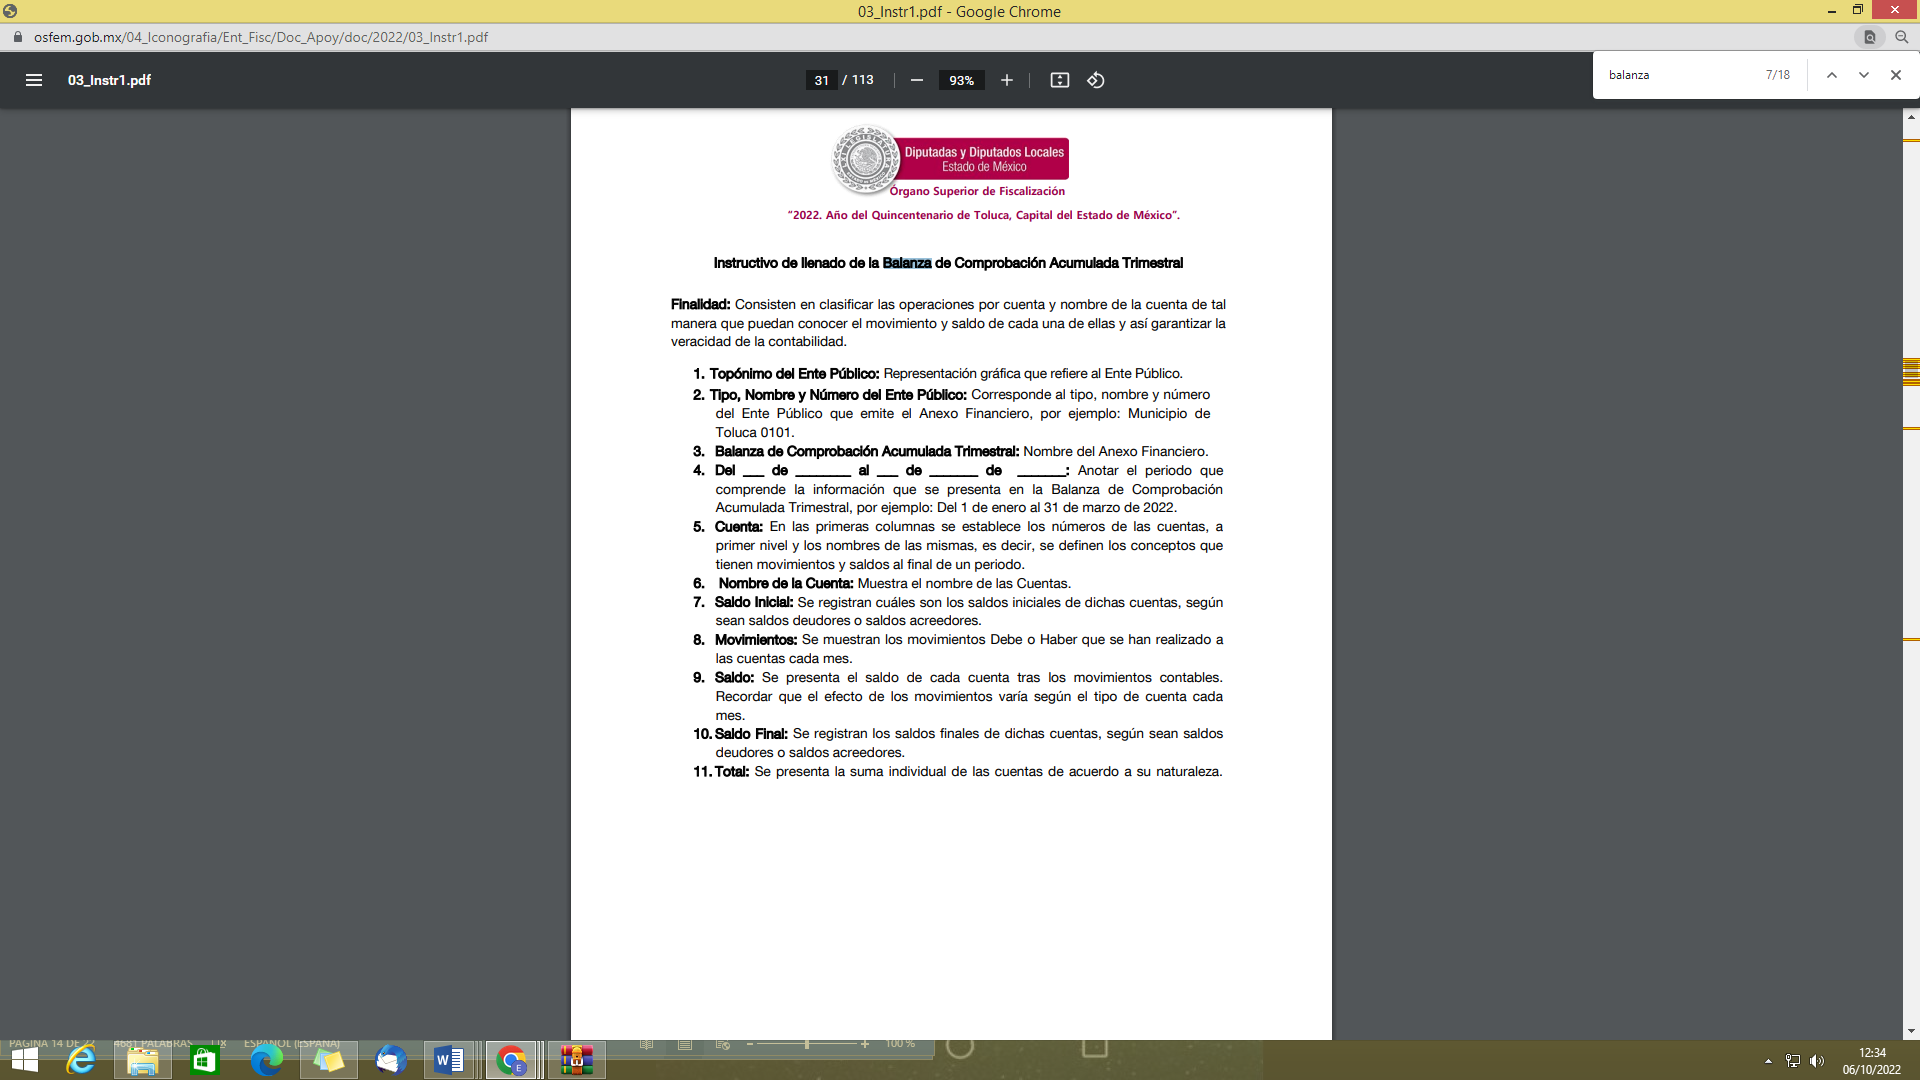 03_Instr1.pdf - Google Chrome
osfem.gob.mx/04_Iconografia/Ent_Fisc/Doc_Apoy/doc/2022/03_Instr1.pdf
03_Instr1.pdf
31 / 113
93%
balanza 7/18
Diputadas y Diputados Locales
Estado de México
Órgano Superior de Fiscalización
"2022. Año del Quincentenario de Toluca, Capital del Estado de México".
Instructivo de llenado de la Balanza de Comprobación Acumulada Trimestral
Finalidad: Consisten en clasificar las operaciones por cuenta y nombre de la cuenta de tal
manera que puedan conocer el movimiento y saldo de cada una de ellas y así garantizar la
veracidad de la contabilidad.
1. Topónimo del Ente Público: Representación gráfica que refiere al Ente Público.
2. Tipo, Nombre y Número del Ente Público: Corresponde al tipo, nombre y número
del Ente Público que emite el Anexo Financiero, por ejemplo: Municipio de
Toluca 0101.
3. Balanza de Comprobación Acumulada Trimestral: Nombre del Anexo Financiero.
4. Del ___ de ________ al ___ de _______ de _______: Anotar el periodo que
comprende la información que se presenta en la Balanza de Comprobación
Acumulada Trimestral, por ejemplo: Del 1 de enero al 31 de marzo de 2022.
5. Cuenta: En las primeras columnas se establece los números de las cuentas, a
primer nivel y los nombres de las mismas, es decir, se definen los conceptos que
tienen movimientos y saldos al final de un periodo.
6. Nombre de la Cuenta: Muestra el nombre de las Cuentas.
7. Saldo Inicial: Se registran cuáles son los saldos iniciales de dichas cuentas, según
sean saldos deudores o saldos acreedores.
8. Movimientos: Se muestran los movimientos Debe o Haber que se han realizado a
las cuentas cada mes.
9. Saldo: Se presenta el saldo de cada cuenta tras los movimientos contables.
Recordar que el efecto de los movimientos varía según el tipo de cuenta cada
mes.
10. Saldo Final: Se registran los saldos finales de dichas cuentas, según sean saldos
deudores o saldos acreedores.
11. Total: Se presenta la suma individual de las cuentas de acuerdo a su naturaleza.
PÁGINA 14 DE 22 4681 PALABRAS ESPAÑOL (ESPAÑA) 100 %
12:34
06/10/2022